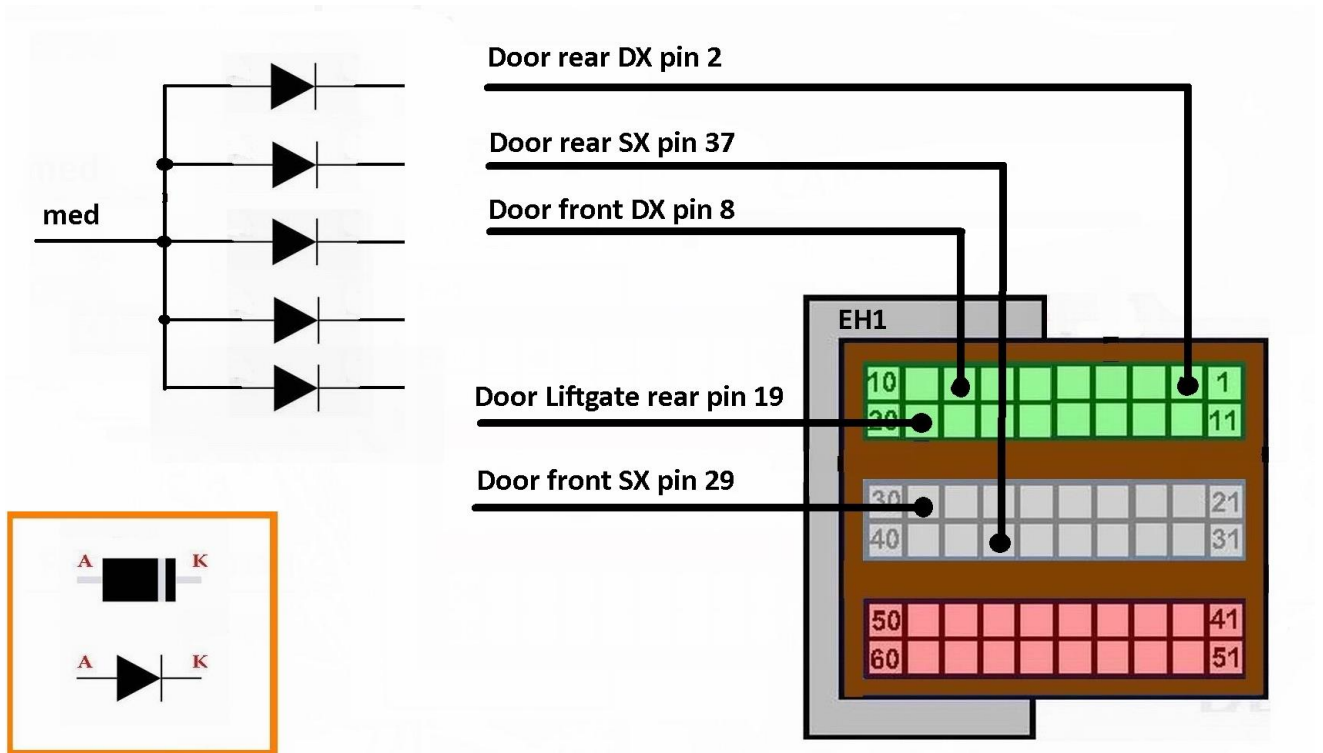 Door rear DX pin 2
Door rear SX pin 37
Door front DX pin 8
med
EH1
10 1
20 11
Door Liftgate rear pin 19
Door front SX pin 29
30 21
40 31
50 41
60 51
A K
A K